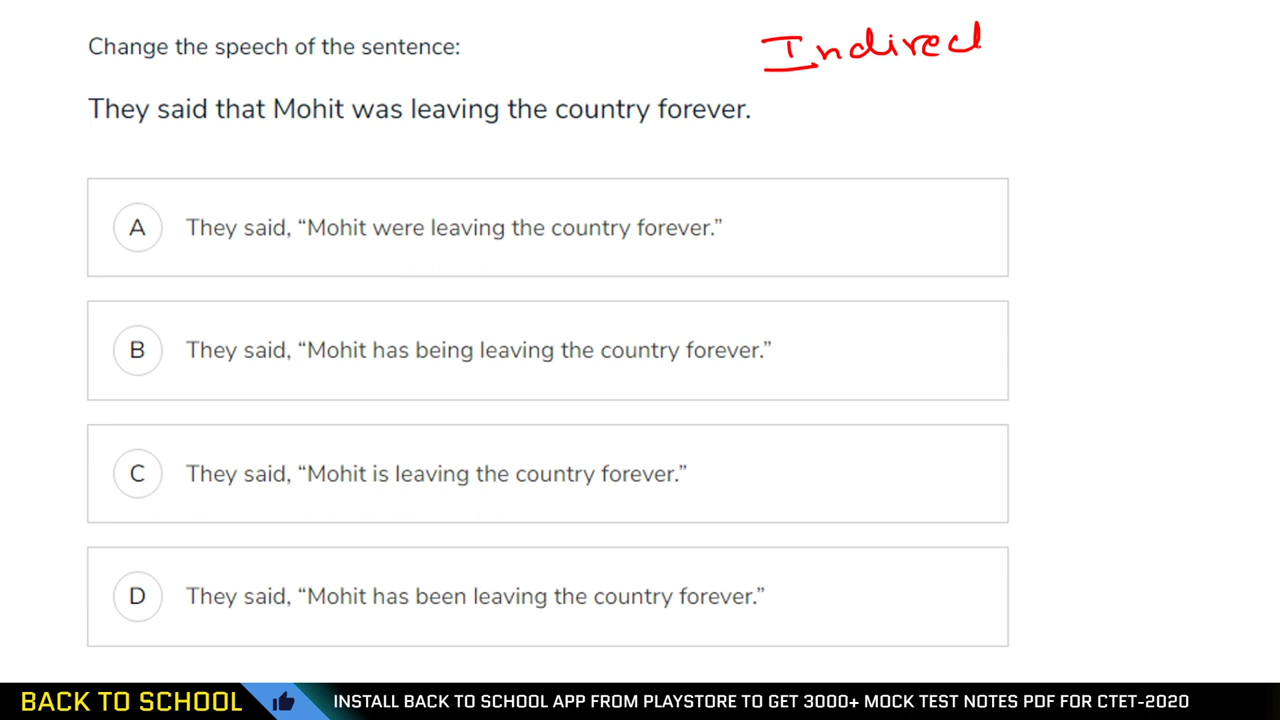 Change the speech of the sentence:
Indirect
They said that Mohit was leaving the country forever.
A They said, “Mohit were leaving the country forever.”
B They said, “Mohit has being leaving the country forever.”
C They said, “Mohit is leaving the country forever.”
D They said, “Mohit has been leaving the country forever.”
BACK TO SCHOOL INSTALL BACK TO SCHOOL APP FROM PLAYSTORE TO GET 3000+ MOCK TEST NOTES PDF FOR CTET-2020